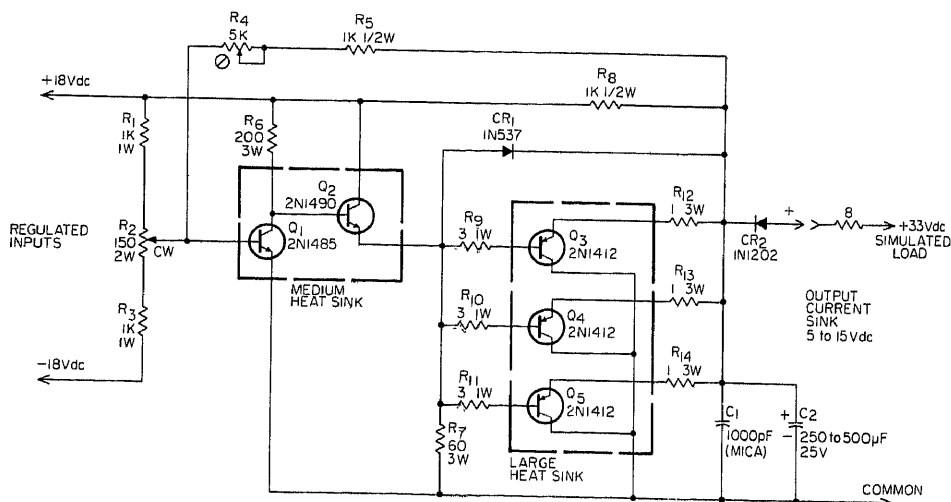 R4
5K
R5
1K 1/2W
+18Vdc
R8
1K 1/2W
R1
1K
1W
R6
200
3W
CR1
1N537
Q2
2N1490
R12
1 3W
R9
3 1W
Q3
2N1412
REGULATED
INPUTS
R2
150
2W
CW
Q1
2N1485
CR2
1N1202
+
8
+33Vdc
SIMULATED
LOAD
MEDIUM
HEAT SINK
R13
1 3W
R3
1K
1W
R10
3 1W
Q4
2N1412
OUTPUT
CURRENT
SINK
5 to 15Vdc
-18Vdc
R14
1 3W
R11
3 1W
Q5
2N1412
R7
60
3W
C1
1000pF
(MICA)
+
-
C2
250 to 500µF
25V
LARGE
HEAT SINK
COMMON